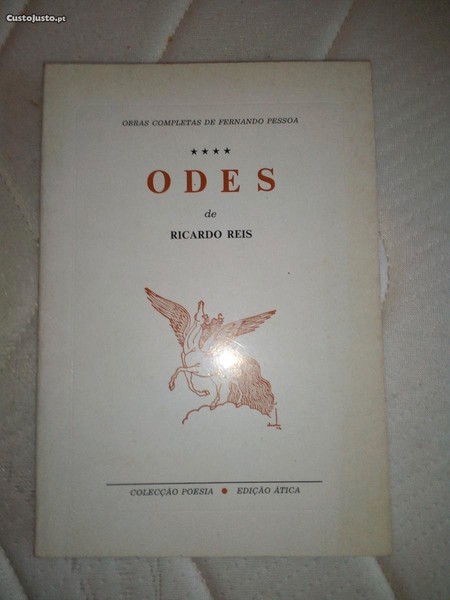 CustoJusto.pt
OBRAS COMPLETAS DE FERNANDO PESSOA
★★★★
ODES
de
RICARDO REIS
COLECÇÃO POESIA ● EDIÇÃO ÁTICA